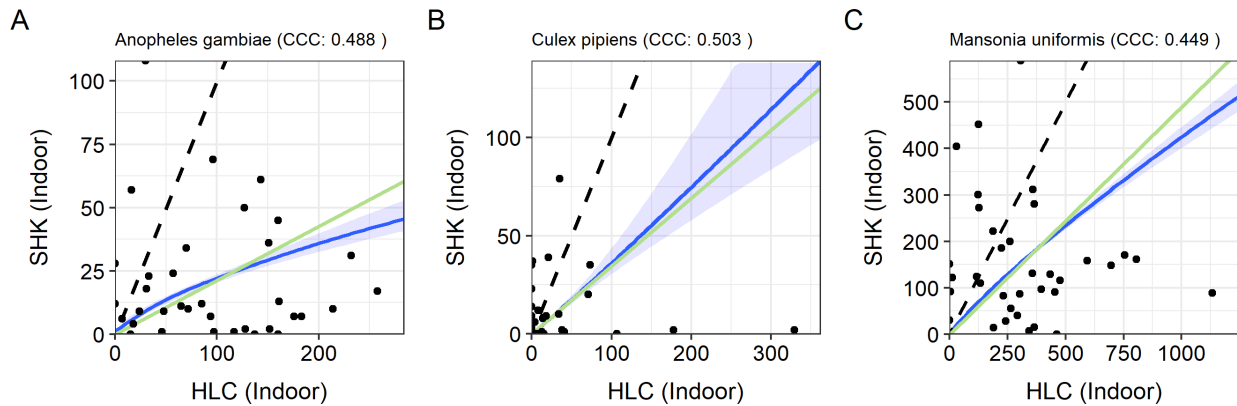 A
Anopheles gambiae (CCC: 0.488 )
100
75
50
25
0
0
100
200
SHK (Indoor)
HLC (Indoor)
B
Culex pipiens (CCC: 0.503 )
100
50
0
0
100
200
300
SHK (Indoor)
HLC (Indoor)
C
Mansonia uniformis (CCC: 0.449 )
500
400
300
200
100
0
0
250
500
750
1000
SHK (Indoor)
HLC (Indoor)